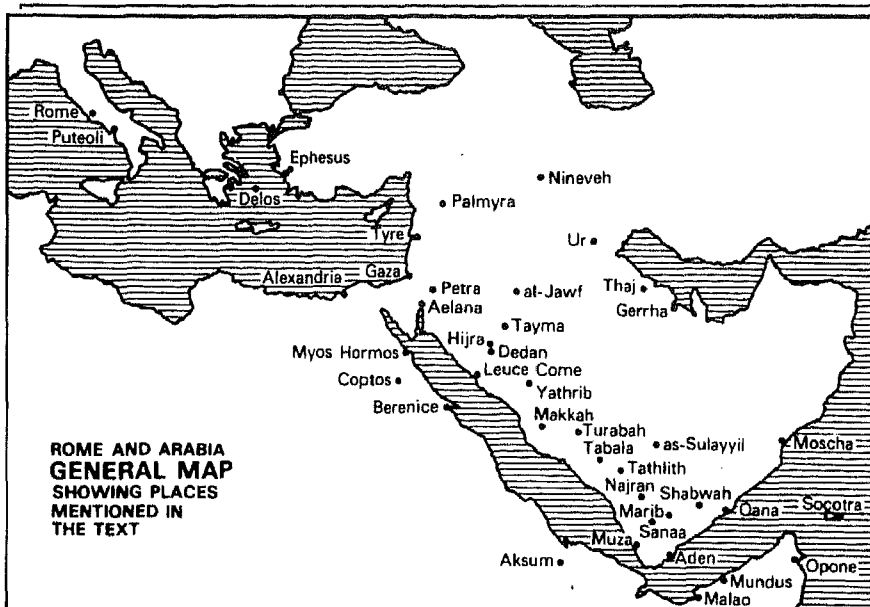 Rome
Puteoli
Ephesus
Delos
Nineveh
Palmyra
Tyre
Ur
Alexandria
Gaza
Petra
Aelana
al-Jawf
Thaj
Gerrha
Tayma
Hijra
Dedan
Myos Hormos
Leuce Come
Coptos
Yathrib
Berenice
Makkah
Turabah
as-Sulayyil
Moscha
Tabala
Tathlith
Najran
Shabwah
Marib
Qana
Socotra
Sanaa
Muza
Aksum
Aden
Opone
Mundus
Malao
ROME AND ARABIA
GENERAL MAP
SHOWING PLACES
MENTIONED IN
THE TEXT